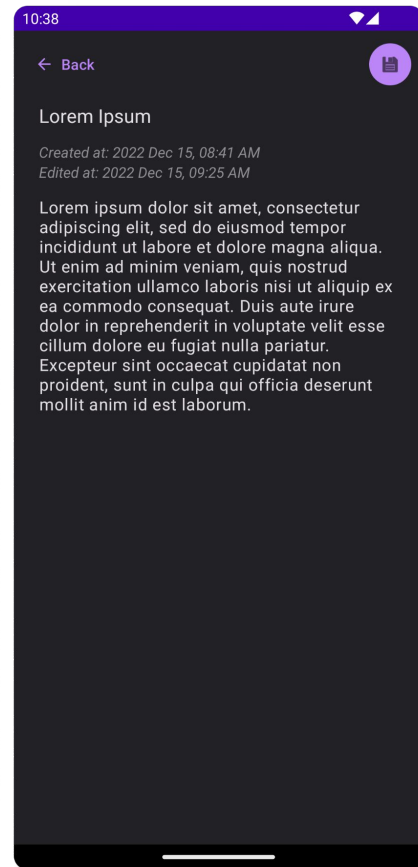 10:38
Back
Lorem Ipsum
Created at: 2022 Dec 15, 08:41 AM
Edited at: 2022 Dec 15, 09:25 AM
Lorem ipsum dolor sit amet, consectetur
adipiscing elit, sed do eiusmod tempor
incididunt ut labore et dolore magna aliqua.
Ut enim ad minim veniam, quis nostrud
exercitation ullamco laboris nisi ut aliquip ex
ea commodo consequat. Duis aute irure
dolor in reprehenderit in voluptate velit esse
cillum dolore eu fugiat nulla pariatur.
Excepteur sint occaecat cupidatat non
proident, sunt in culpa qui officia deserunt
mollit anim id est laborum.